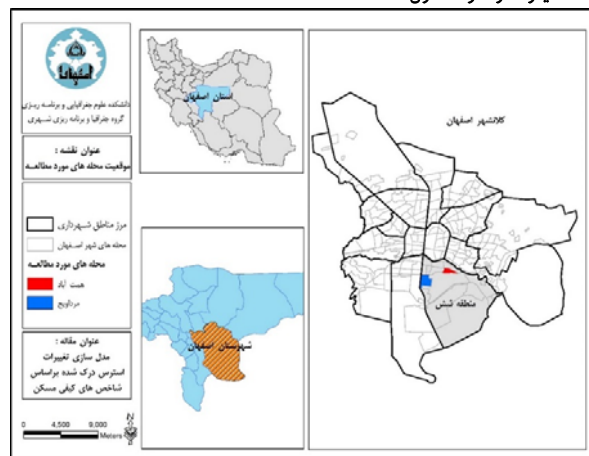 دانشکده علوم جغرافیایی و برنامه ریزی
گروه جغرافیا و برنامه ریزی شهری
عنوان نقشه :
موقعیت محله های مورد مطالعه
مرز مناطق شهرداری
محله های شهر اصفهان
محله های مورد مطالعه
همت آباد
مرداویج
عنوان مقاله :
مدل سازی تغییرات
استرس درک شده براساس
شاخص های کیفی مسکن
0 4,500 9,000
Meters
استان اصفهان
شهرستان اصفهان
کلانشهر اصفهان
منطقه شش